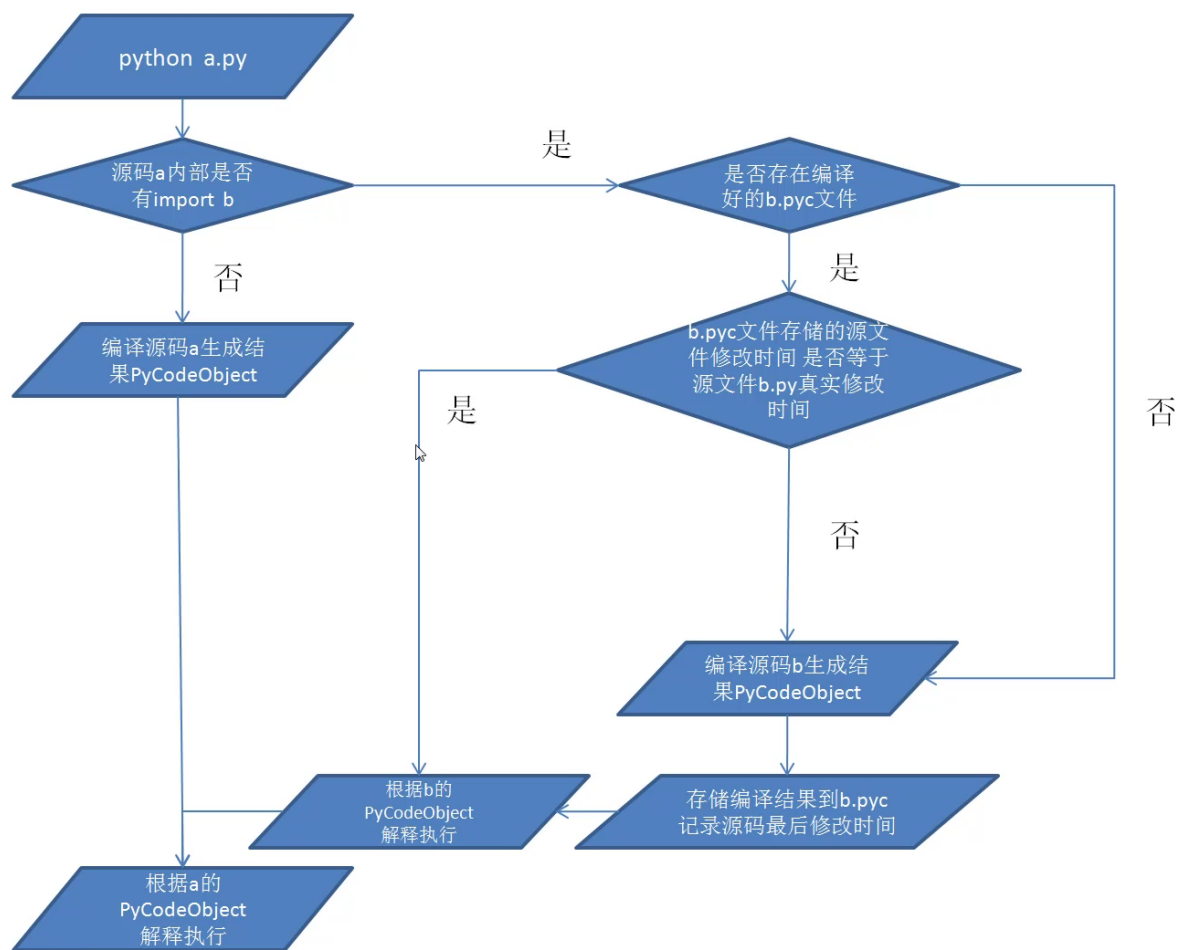 python a.py
是
源码a内部是否
有import b
是否存在编译
好的b.pyc文件
否
是
编译源码a生成结
果PyCodeObject
b.pyc文件存储的源文
件修改时间 是否等于
源文件b.py真实修改
时间
是
否
否
编译源码b生成结
果PyCodeObject
根据b的
PyCodeObject
解释执行
存储编译结果到b.pyc
记录源码最后修改时间
根据a的
PyCodeObject
解释执行